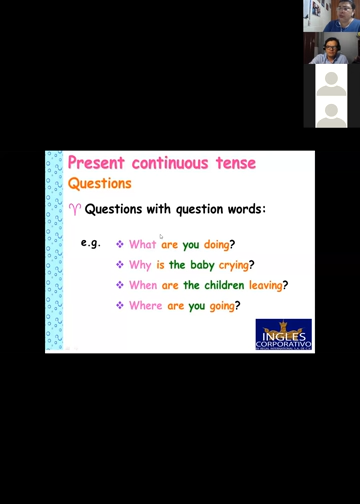 Present continuous tense
Questions
Questions with question words:
e.g.
What are you doing?
Why is the baby crying?
When are the children leaving?
Where are you going?
INGLES
CORPORATIVO